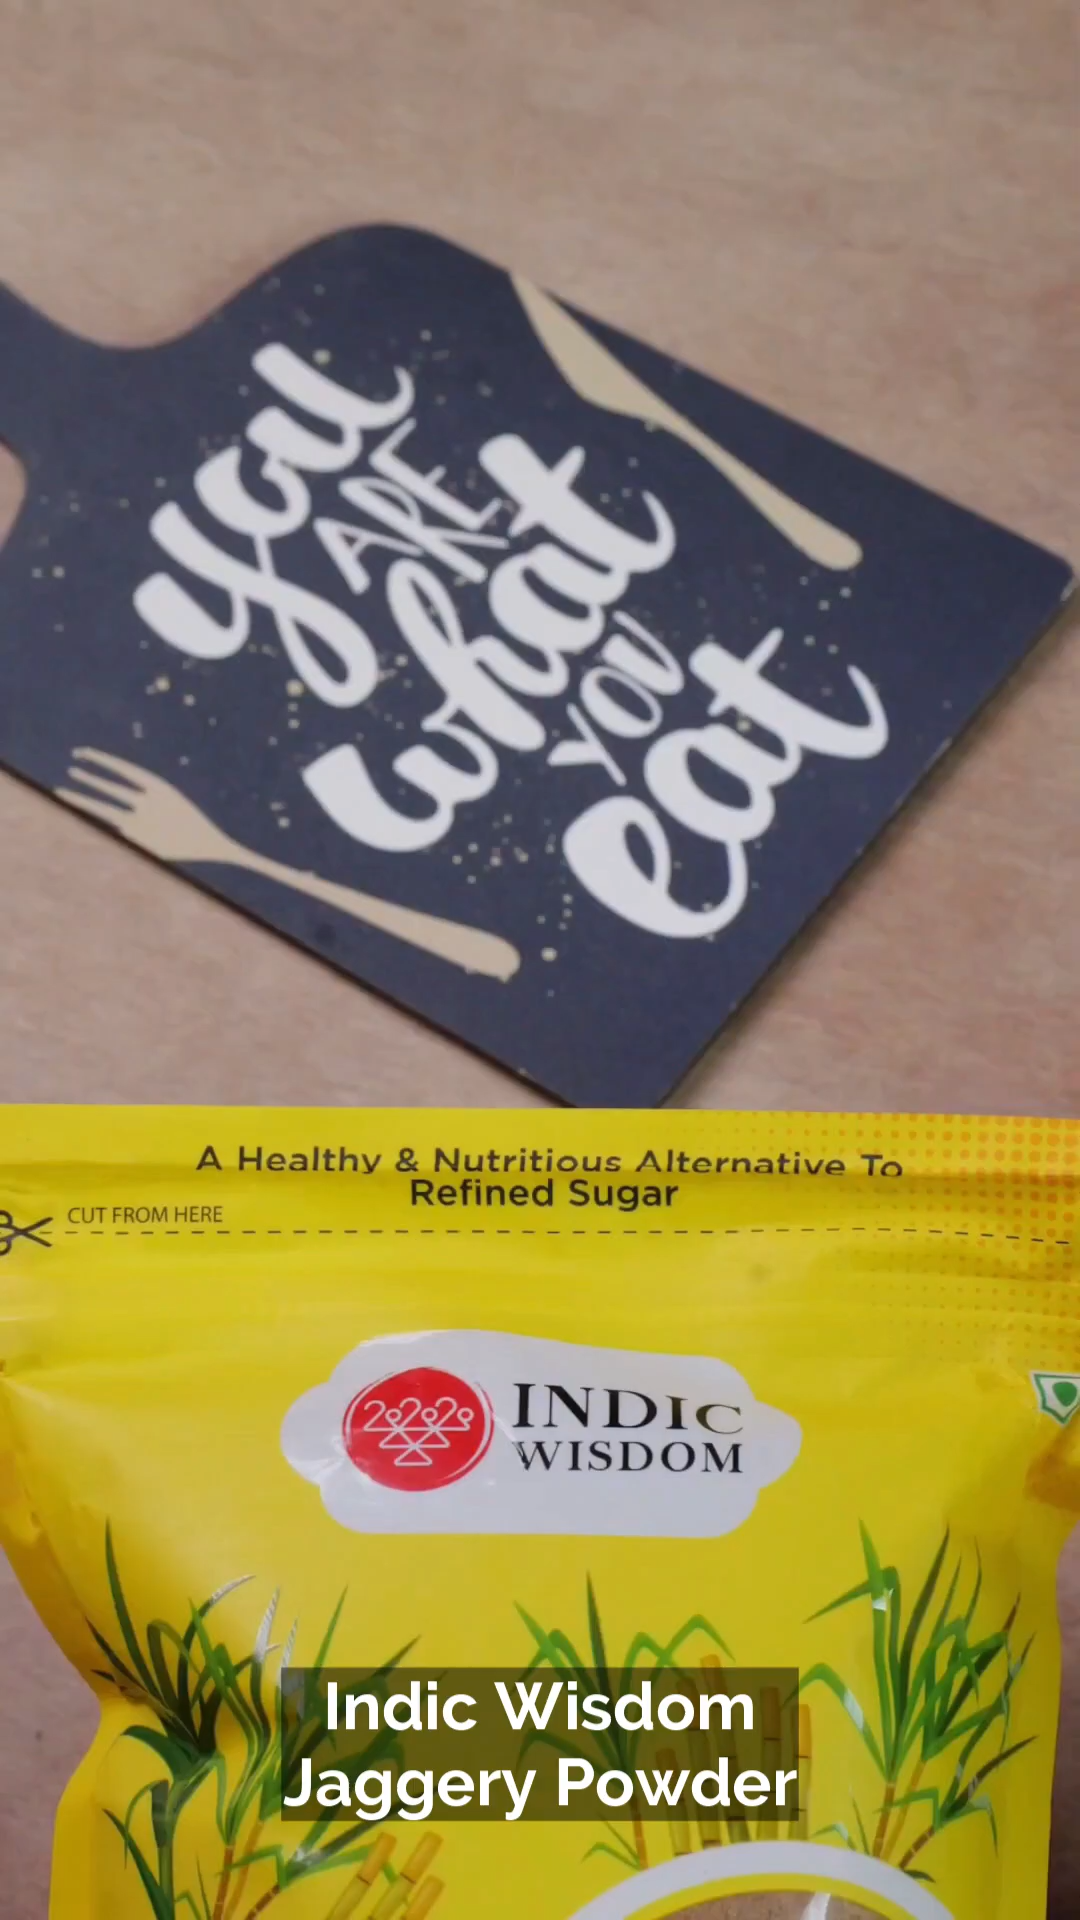 you
ARE
what
YOU
eat
A Healthy & Nutritious Alternative To
Refined Sugar
CUT FROM HERE
INDIC
WISDOM
Indic Wisdom
Jaggery Powder